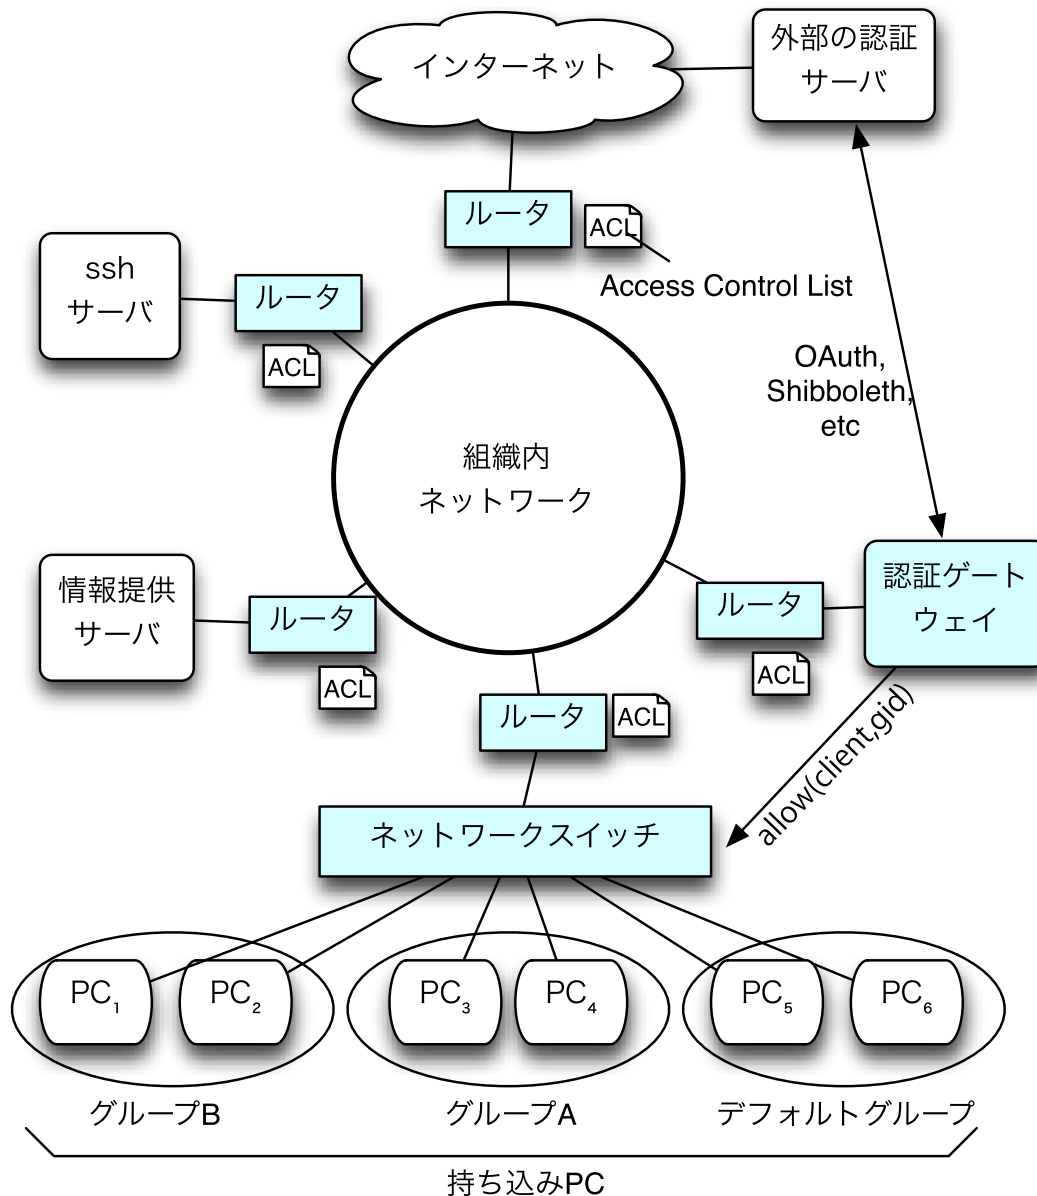 インターネット
外部の認証
サーバ
ルータ
ACL
Access Control List
ssh
サーバ
ルータ
ACL
OAuth,
Shibboleth,
etc
組織内
ネットワーク
情報提供
サーバ
ルータ
ACL
ルータ
ACL
認証ゲート
ウェイ
ルータ
ACL
allow(client,gid)
ネットワークスイッチ
PC1
PC2
PC3
PC4
PC5
PC6
グループB
グループA
デフォルトグループ
持ち込みPC